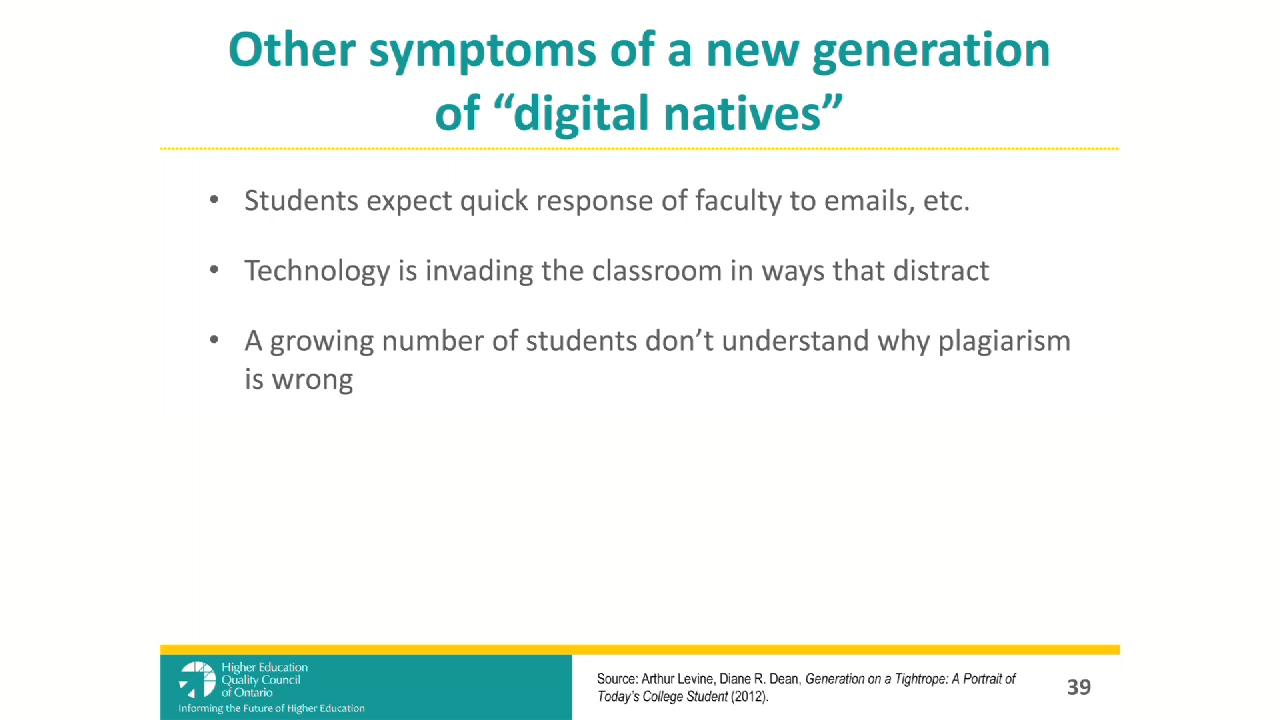 Other symptoms of a new generation
of “digital natives”
• Students expect quick response of faculty to emails, etc.
• Technology is invading the classroom in ways that distract
• A growing number of students don’t understand why plagiarism
is wrong
Higher Education
Quality Council
of Ontario
Informing the Future of Higher Education
Source: Arthur Levine, Diane R. Dean, Generation on a Tightrope: A Portrait of
Today’s College Student (2012).
39